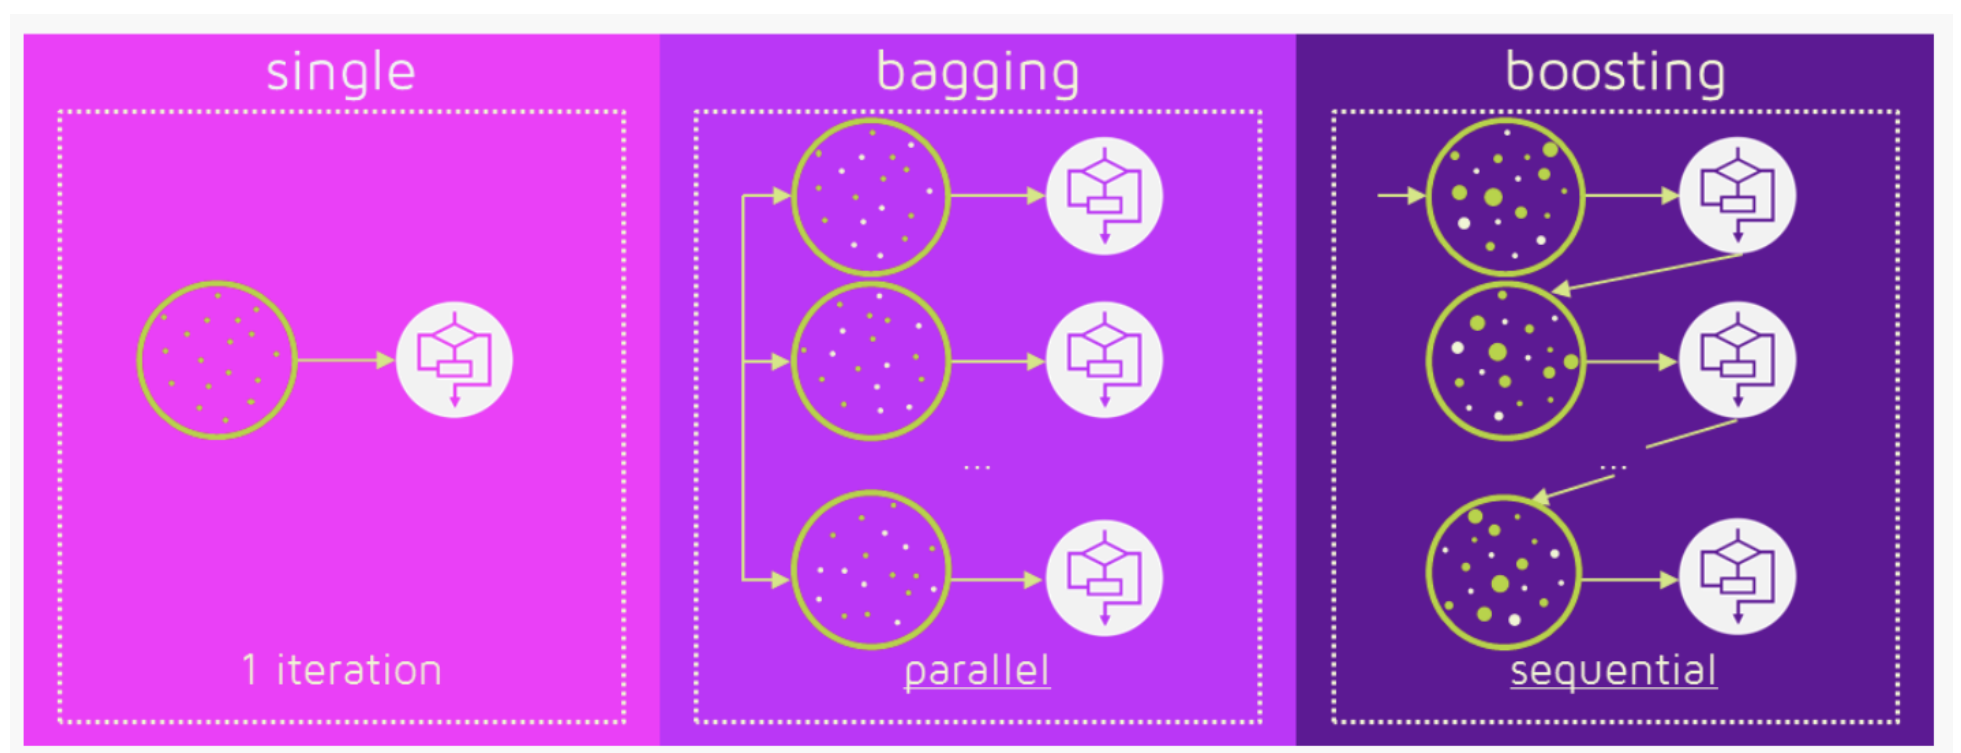 single
1 iteration
bagging
...
parallel
boosting
...
sequential